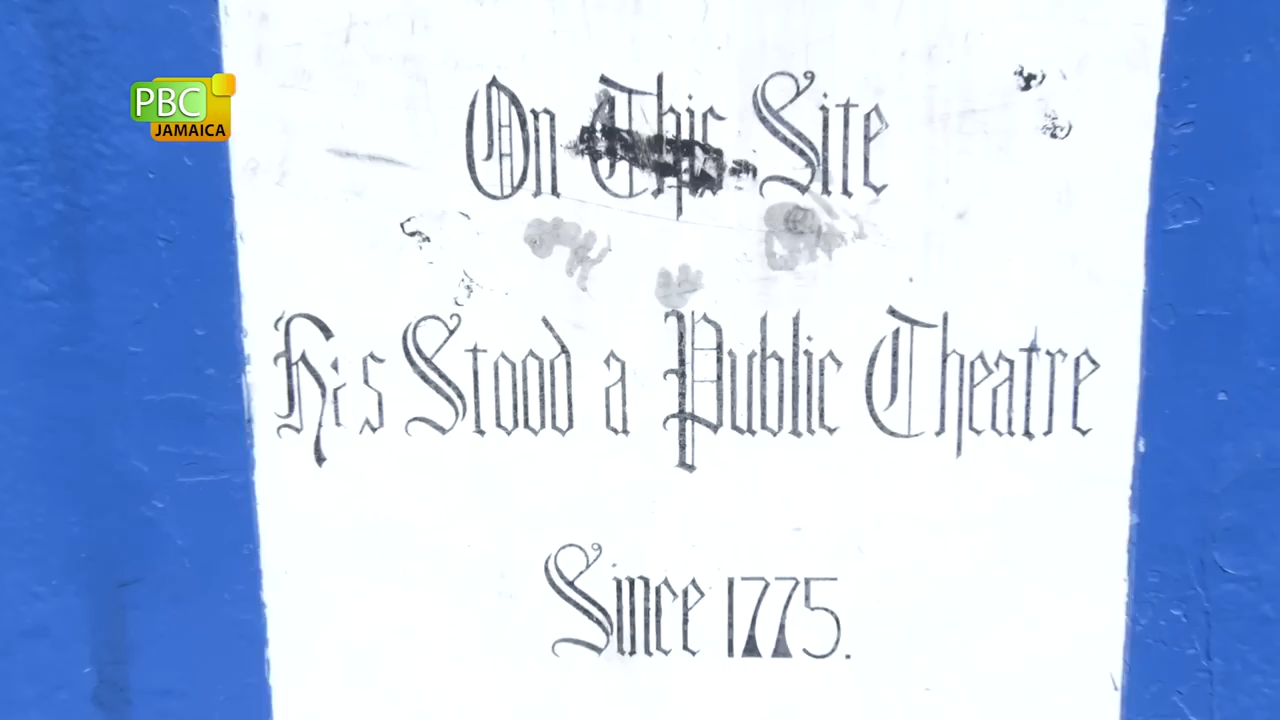 PBC
JAMAICA
On This Site
His Stood a Public Theatre
Since 1775.